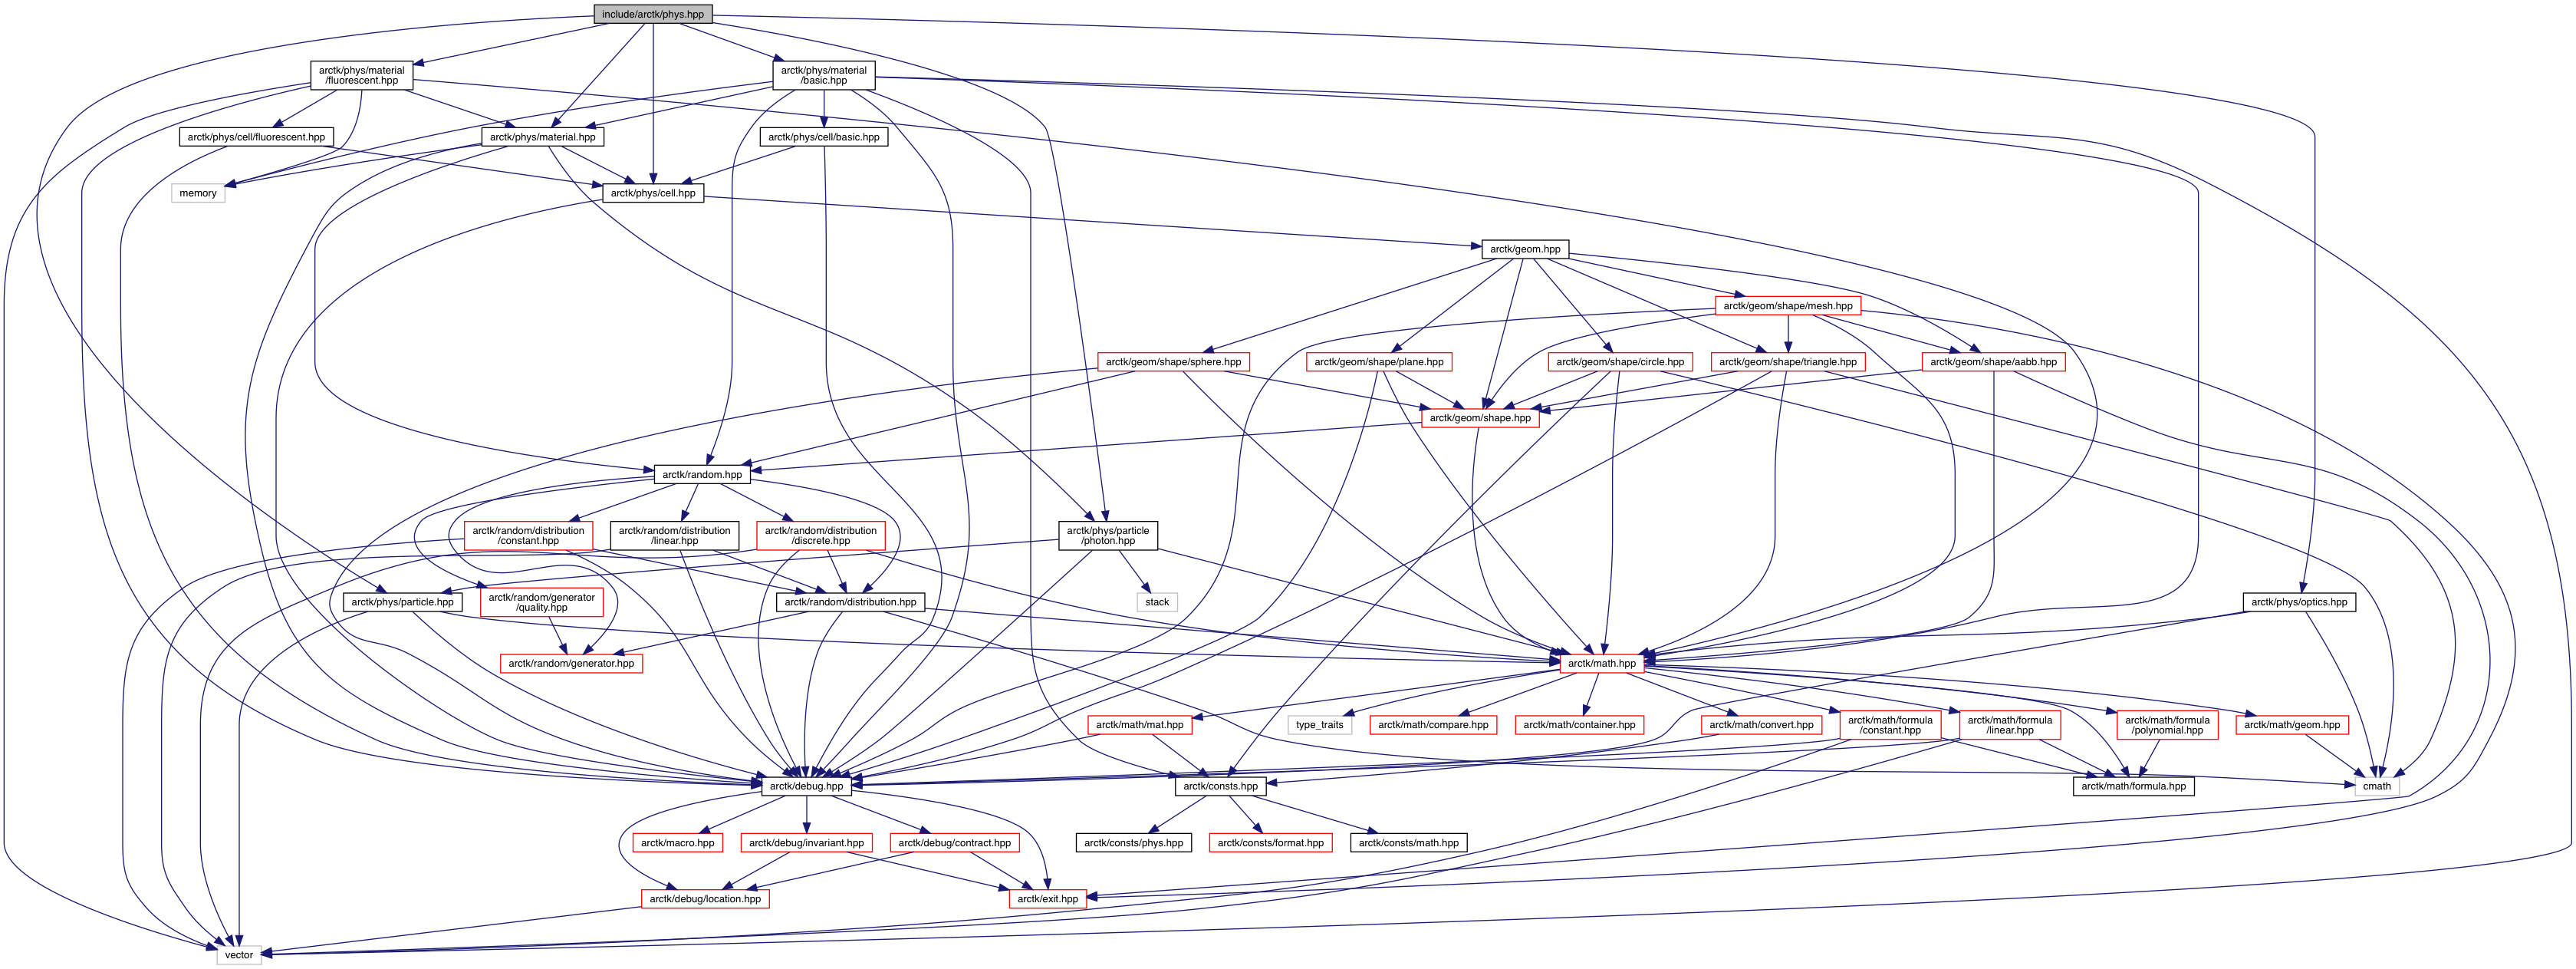 include/arctk/phys.hpp
arctk/phys/material
/fluorescent.hpp
arctk/phys/material
/basic.hpp
arctk/phys/cell/fluorescent.hpp
arctk/phys/material.hpp
arctk/phys/cell/basic.hpp
memory
arctk/phys/cell.hpp
arctk/geom.hpp
arctk/geom/shape/mesh.hpp
arctk/geom/shape/sphere.hpp
arctk/geom/shape/plane.hpp
arctk/geom/shape/circle.hpp
arctk/geom/shape/triangle.hpp
arctk/geom/shape/aabb.hpp
arctk/geom/shape.hpp
arctk/random.hpp
arctk/random/distribution
/constant.hpp
arctk/random/distribution
/linear.hpp
arctk/random/distribution
/discrete.hpp
arctk/phys/particle
/photon.hpp
arctk/phys/particle.hpp
arctk/random/generator
/quality.hpp
arctk/random/distribution.hpp
stack
arctk/phys/optics.hpp
arctk/random/generator.hpp
arctk/math.hpp
arctk/math/mat.hpp
type_traits
arctk/math/compare.hpp
arctk/math/container.hpp
arctk/math/convert.hpp
arctk/math/formula
/constant.hpp
arctk/math/formula
/linear.hpp
arctk/math/formula
/polynomial.hpp
arctk/math/geom.hpp
arctk/debug.hpp
arctk/consts.hpp
arctk/math/formula.hpp
cmath
arctk/macro.hpp
arctk/debug/invariant.hpp
arctk/debug/contract.hpp
arctk/consts/phys.hpp
arctk/consts/format.hpp
arctk/consts/math.hpp
arctk/debug/location.hpp
arctk/exit.hpp
vector